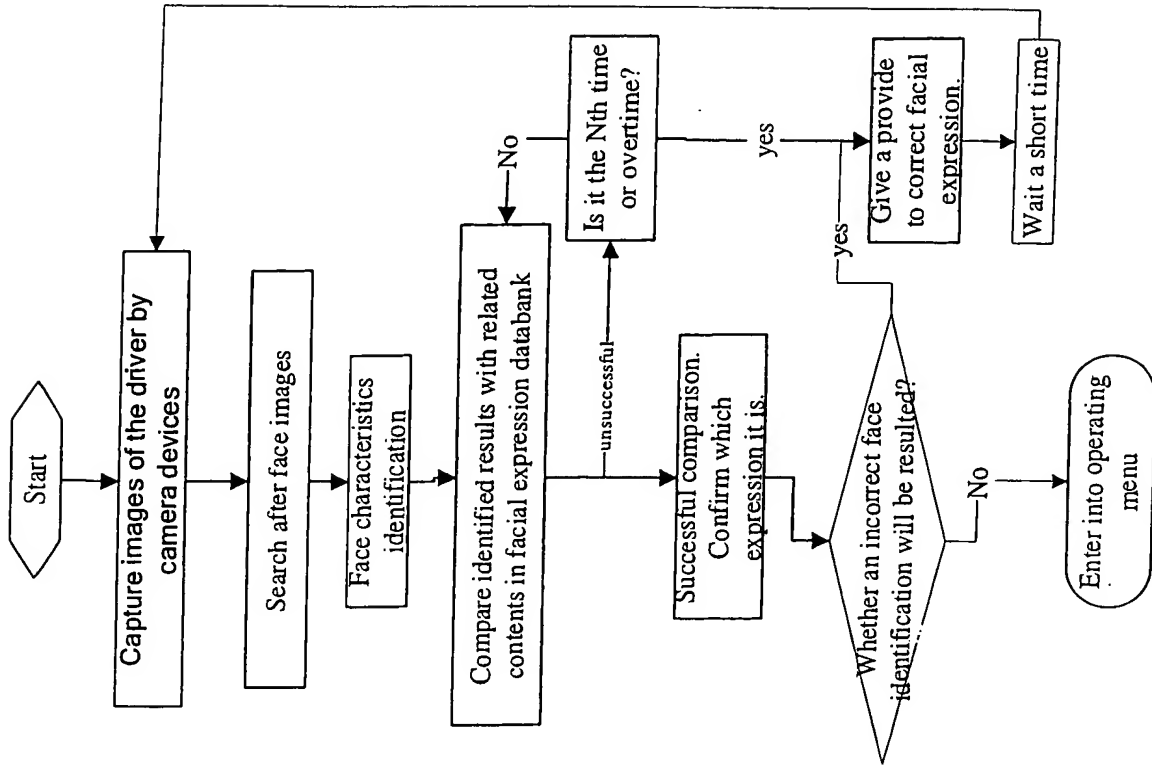 Start
Capture images of the driver by
camera devices
Search after face images
Face characteristics
identification
Compare identified results with related
contents in facial expression databank
No
unsuccessful
Is it the Nth time
or overtime?
yes
Successful comparison.
Confirm which
expression it is.
Whether an incorrect face
identification will be resulted?
yes
Give a provide
to correct facial
expression.
Wait a short time
No
Enter into operating
menu